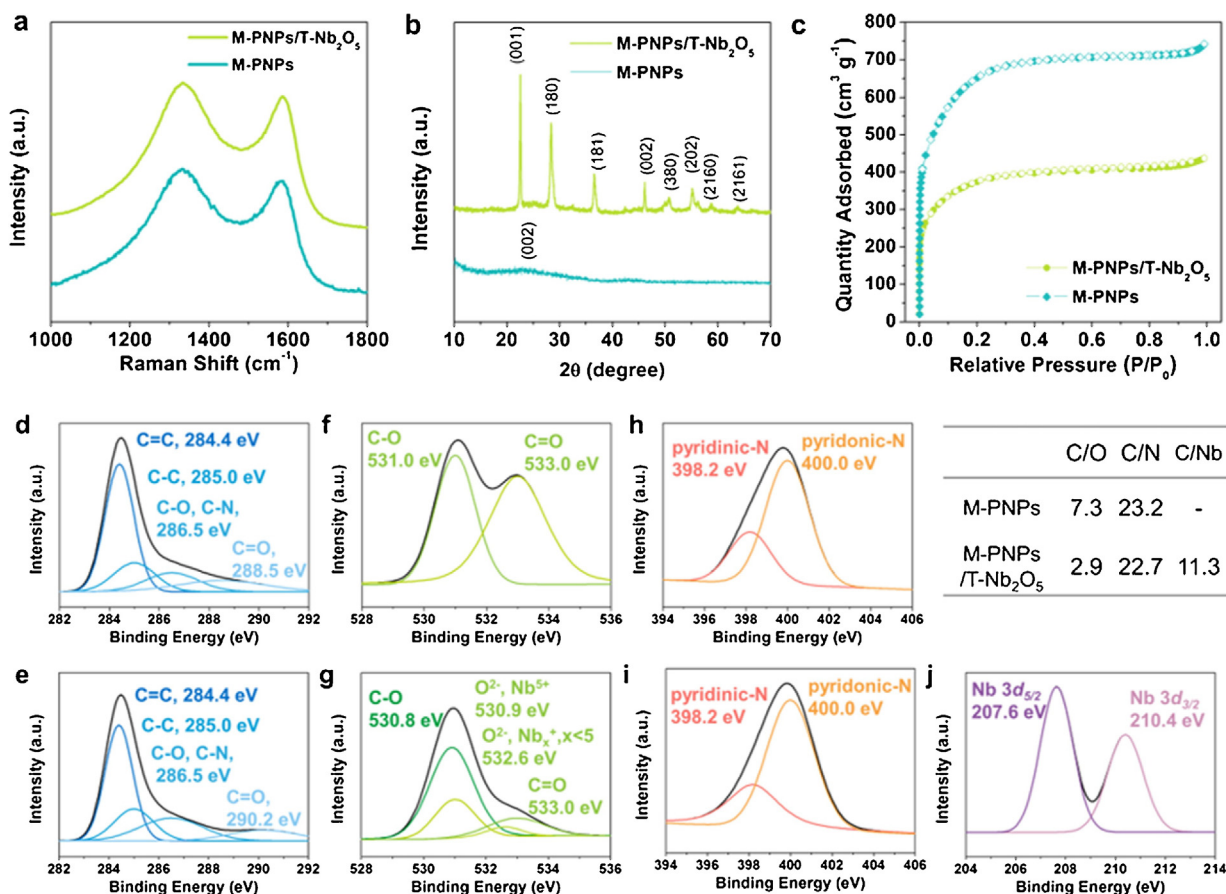 a
M-PNPs/T-Nb₂O₅
M-PNPs
Intensity (a.u.)
1000 1200 1400 1600 1800
Raman Shift (cm⁻¹)
b
M-PNPs/T-Nb₂O₅
M-PNPs
(001)
(180)
(181)
(002)
(380)
(202)
(2160)
(2161)
(002)
Intensity (a.u.)
10 20 30 40 50 60 70
2θ (degree)
c
800
700
600
500
400
300
200
100
0
Quantity Adsorbed (cm³ g⁻¹)
M-PNPs/T-Nb₂O₅
M-PNPs
0.0 0.2 0.4 0.6 0.8 1.0
Relative Pressure (P/P₀)
d
C=C, 284.4 eV
C-C, 285.0 eV
C-O, C-N,
286.5 eV
C=O,
288.5 eV
Intensity (a.u.)
282 284 286 288 290 292
Binding Energy (eV)
f
C-O
531.0 eV
C=O
533.0 eV
Intensity (a.u.)
528 530 532 534 536
Binding Energy (eV)
h
pyridinic-N
398.2 eV
pyridonic-N
400.0 eV
Intensity (a.u.)
394 396 398 400 402 404 406
Binding Energy (eV)
C/O C/N C/Nb
M-PNPs 7.3 23.2 -
M-PNPs
/T-Nb₂O₅ 2.9 22.7 11.3
e
C=C, 284.4 eV
C-C, 285.0 eV
C-O, C-N,
286.5 eV
C=O,
290.2 eV
Intensity (a.u.)
282 284 286 288 290 292
Binding Energy (eV)
g
C-O
530.8 eV
O²⁻, Nb⁵⁺
530.9 eV
O²⁻, Nbₓ⁺,x<5
532.6 eV
C=O
533.0 eV
Intensity (a.u.)
528 530 532 534 536
Binding Energy (eV)
i
pyridinic-N
398.2 eV
pyridonic-N
400.0 eV
Intensity (a.u.)
394 396 398 400 402 404 406
Binding Energy (eV)
j
Nb 3d₅/₂
207.6 eV
Nb 3d₃/₂
210.4 eV
Intensity (a.u.)
204 206 208 210 212 214
Binding Energy (eV)